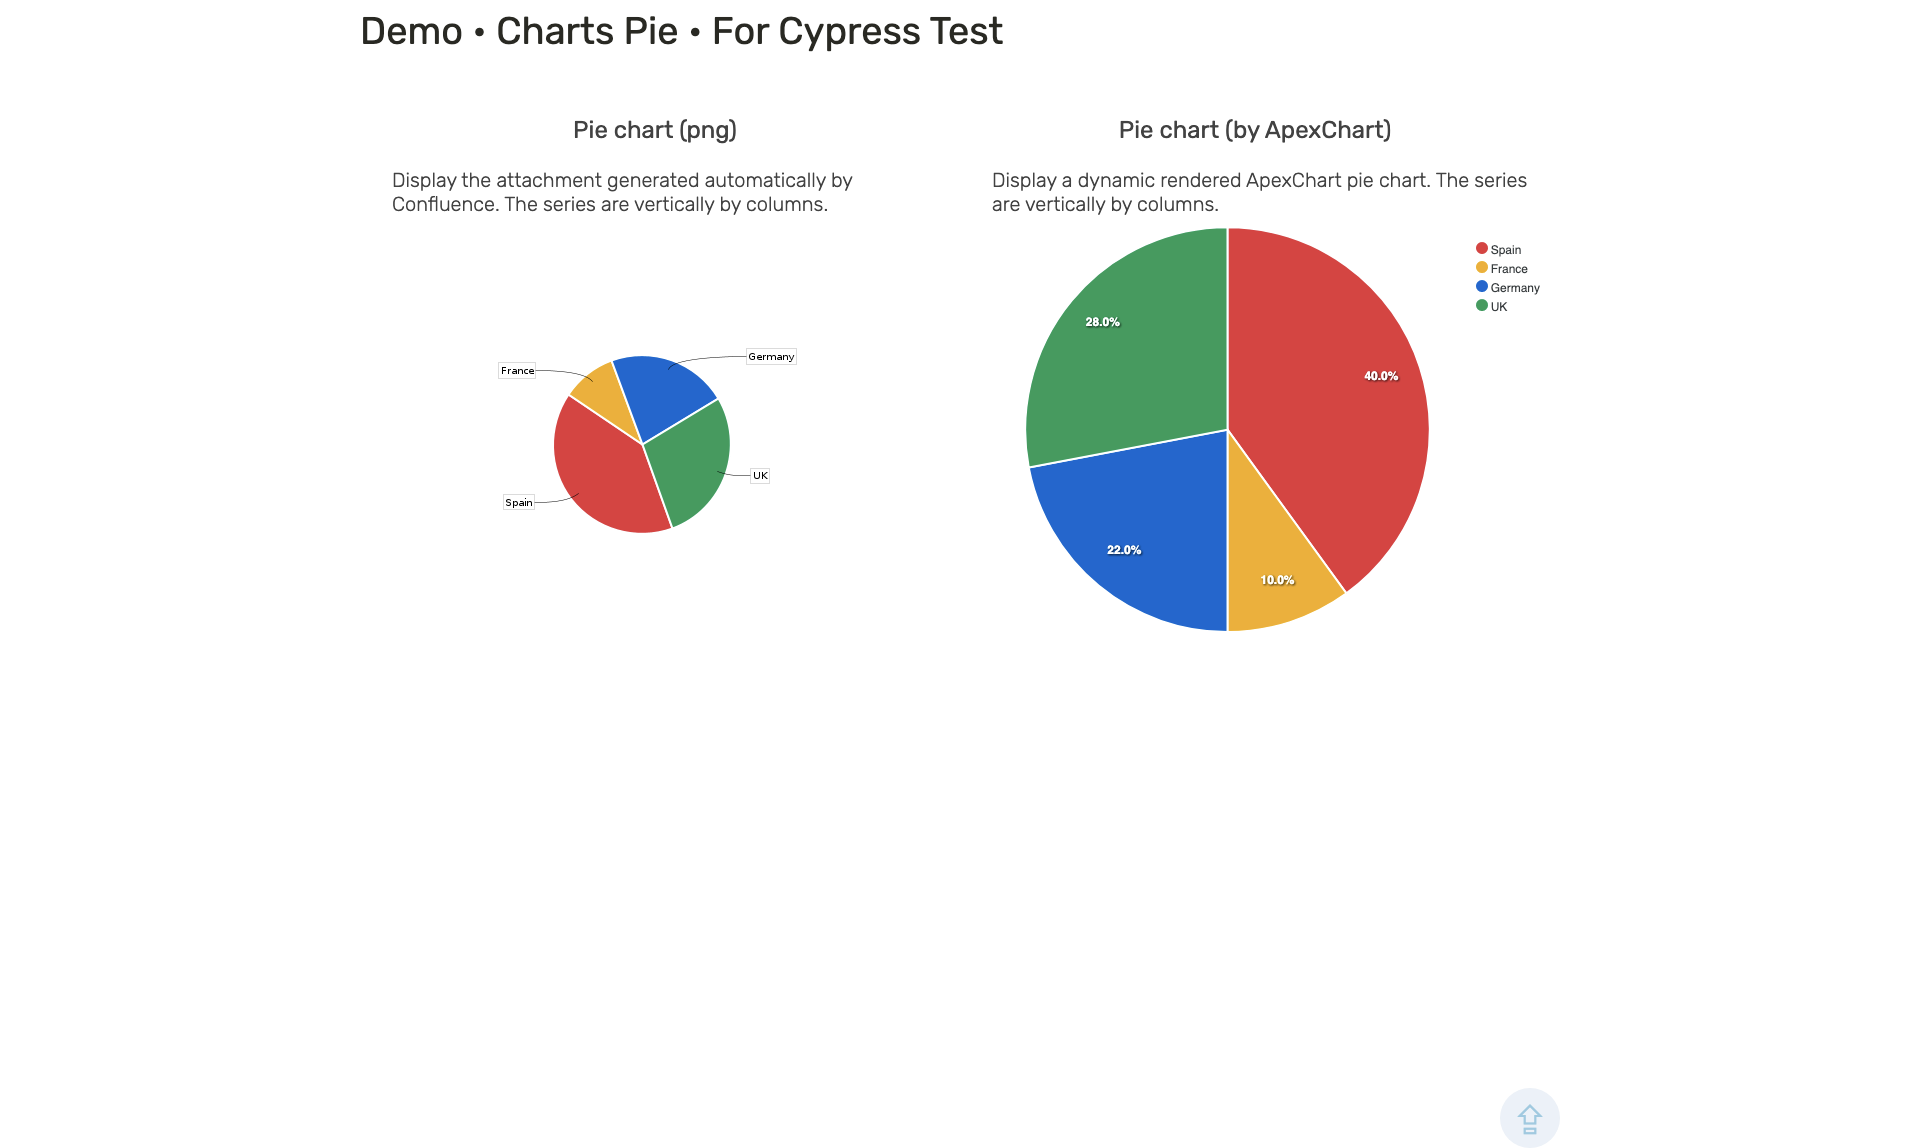 Demo • Charts Pie • For Cypress Test
Pie chart (png)
Display the attachment generated automatically by
Confluence. The series are vertically by columns.
Germany
France
UK
Spain
Pie chart (by ApexChart)
Display a dynamic rendered ApexChart pie chart. The series
are vertically by columns.
Spain
France
Germany
UK
28.0%
40.0%
22.0%
10.0%